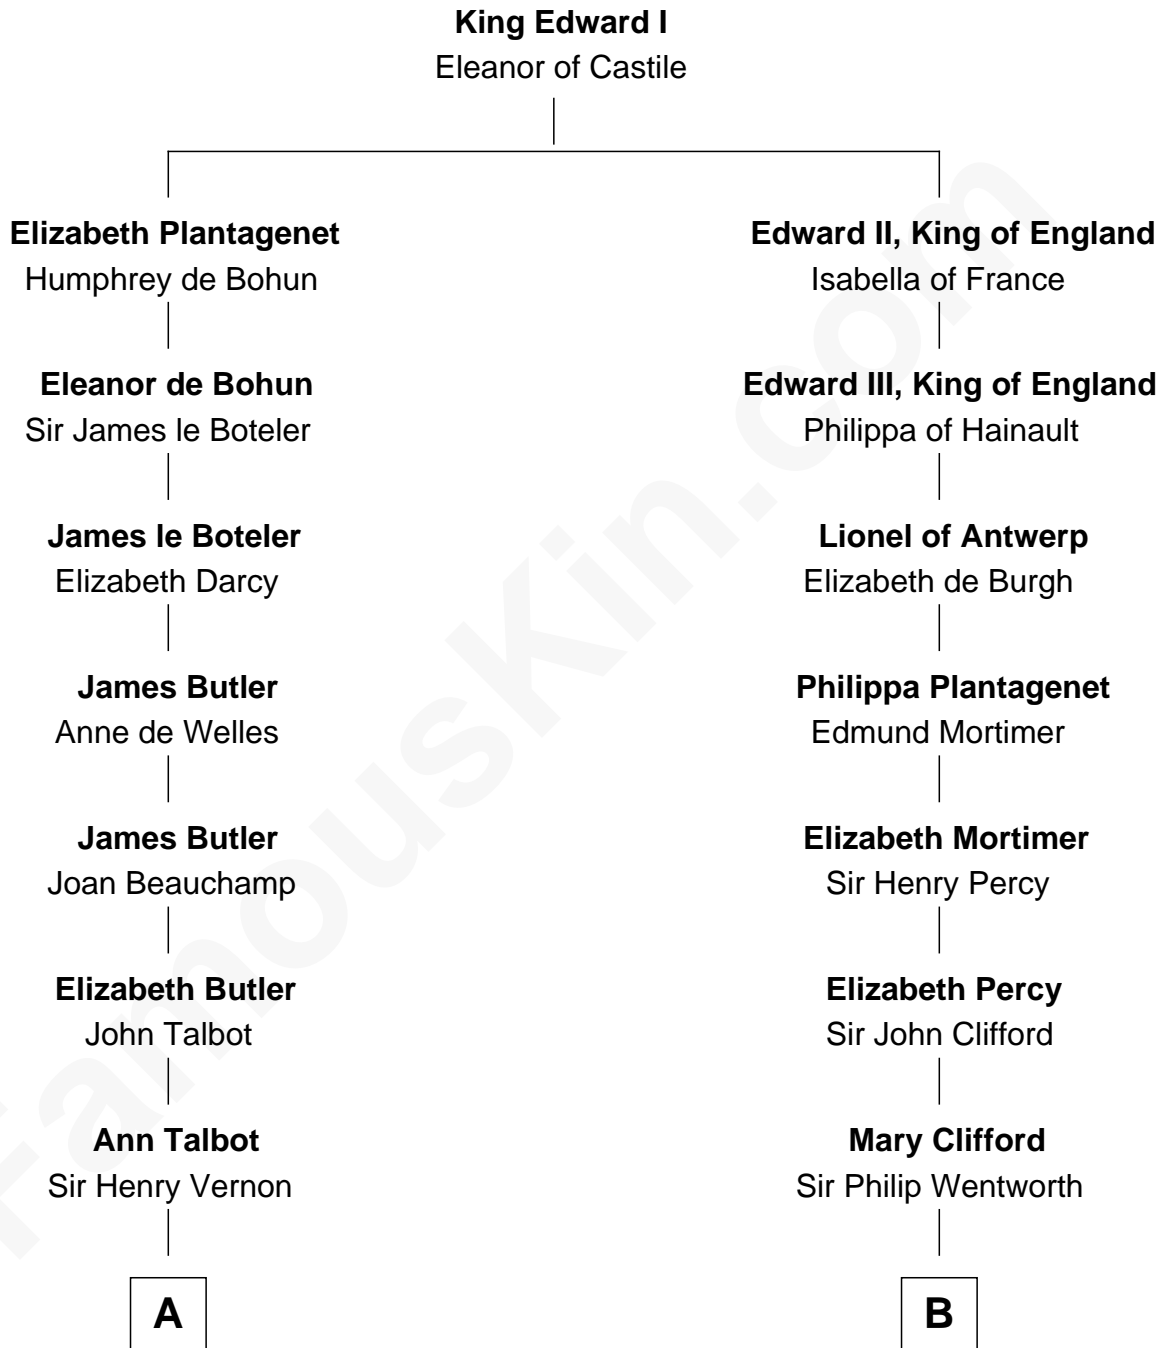 King Edward I
Eleanor of Castile
Elizabeth Plantagenet
Humphrey de Bohun
Edward II, King of England
Isabella of France
Eleanor de Bohun
Sir James le Boteler
Edward III, King of England
Philippa of Hainault
James le Boteler
Elizabeth Darcy
Lionel of Antwerp
Elizabeth de Burgh
James Butler
Anne de Welles
Philippa Plantagenet
Edmund Mortimer
James Butler
Joan Beauchamp
Elizabeth Mortimer
Sir Henry Percy
Elizabeth Butler
John Talbot
Elizabeth Percy
Sir John Clifford
Ann Talbot
Sir Henry Vernon
Mary Clifford
Sir Philip Wentworth
A
B
FamousKin.com